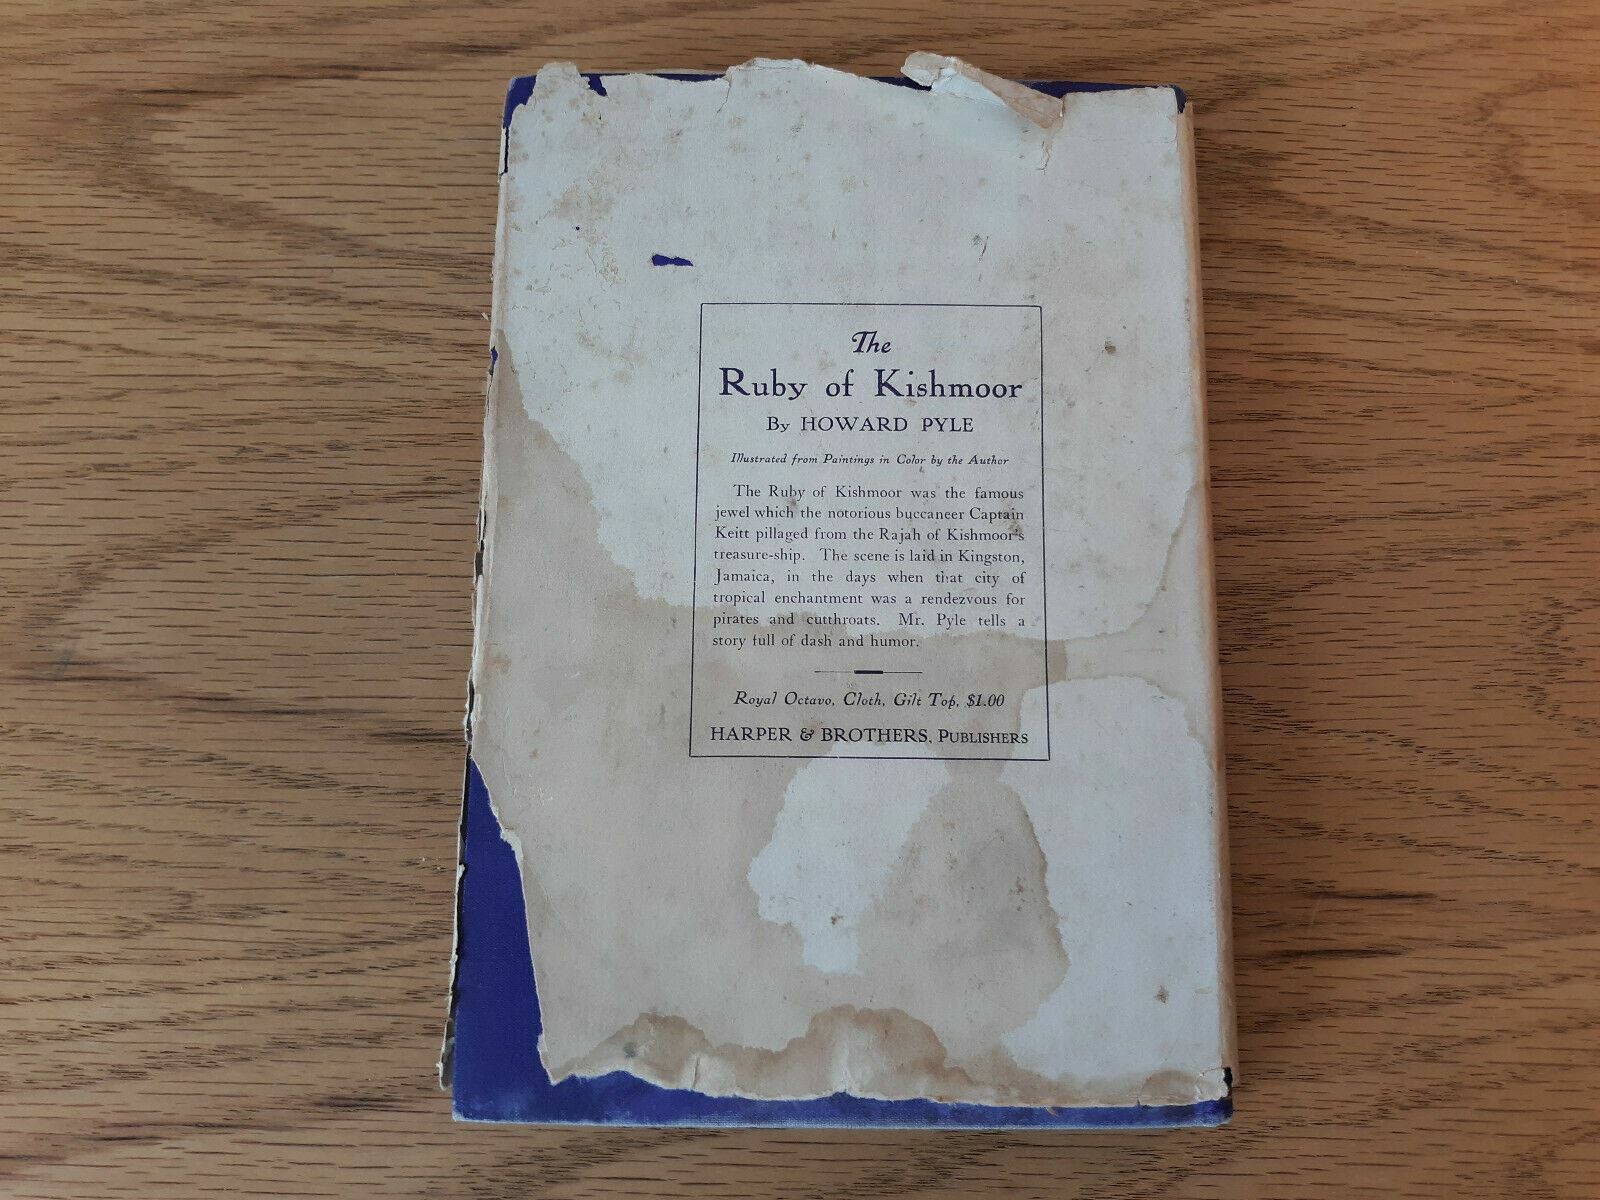 The
Ruby of Kishmoor
By HOWARD PYLE
Illustrated from Paintings in Color by the Author
The Ruby of Kishmoor was the famous
jewel which the notorious buccaneer Captain
Keitt pillaged from the Rajah of Kishmoor's
treasure-ship. The scene is laid in Kingston,
Jamaica, in the days when that city of
tropical enchantment was a rendezvous for
pirates and cutthroats. Mr. Pyle tells a
story full of dash and humor.
Royal Octavo, Cloth, Gilt Top, $1.00
HARPER & BROTHERS, PUBLISHERS